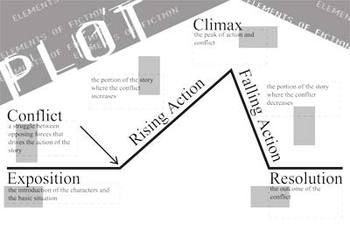 ELEMENTS OF FICTION
ELEMENTS OF FICTION
ELEMENTS OF FICTION
PLOT
Climax
the peak of action and
conflict
the portion of the story
where the conflict
increases
Rising Action
Falling Action
the portion of the story
where the conflict
decreases
Conflict
a struggle between
opposing forces that
drives the action of the
story
Exposition
the introduction of the characters and
the basic situation
Resolution
the outcome of the
conflict